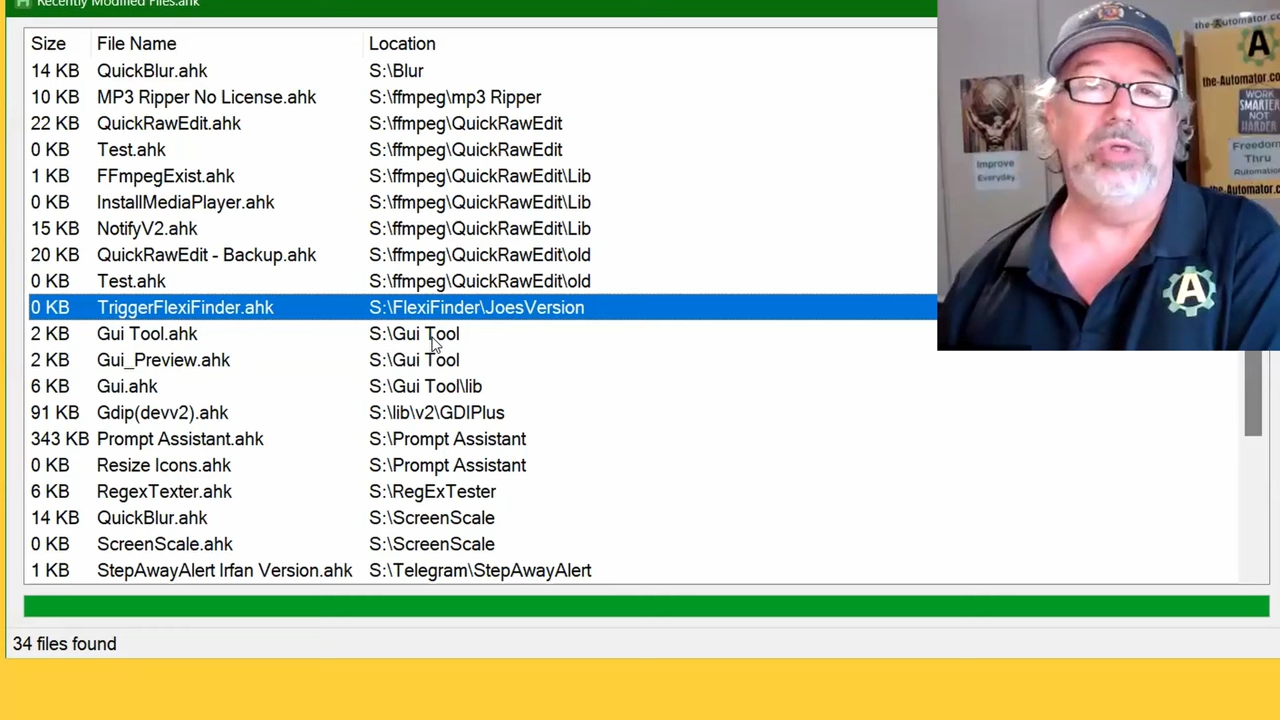 Recently Modified Files.ahk
Size File Name Location
14 KB QuickBlur.ahk S:\Blur
10 KB MP3 Ripper No License.ahk S:\ffmpeg\mp3 Ripper
22 KB QuickRawEdit.ahk S:\ffmpeg\QuickRawEdit
0 KB Test.ahk S:\ffmpeg\QuickRawEdit
1 KB FFmpegExist.ahk S:\ffmpeg\QuickRawEdit\Lib
0 KB InstallMediaPlayer.ahk S:\ffmpeg\QuickRawEdit\Lib
15 KB NotifyV2.ahk S:\ffmpeg\QuickRawEdit\Lib
20 KB QuickRawEdit - Backup.ahk S:\ffmpeg\QuickRawEdit\old
0 KB Test.ahk S:\ffmpeg\QuickRawEdit\old
0 KB TriggerFlexiFinder.ahk S:\FlexiFinder\JoesVersion
2 KB Gui Tool.ahk S:\Gui Tool
2 KB Gui_Preview.ahk S:\Gui Tool
6 KB Gui.ahk S:\Gui Tool\lib
91 KB Gdip(devv2).ahk S:\lib\v2\GDIPlus
343 KB Prompt Assistant.ahk S:\Prompt Assistant
0 KB Resize Icons.ahk S:\Prompt Assistant
6 KB RegexTexter.ahk S:\RegExTester
14 KB QuickBlur.ahk S:\ScreenScale
0 KB ScreenScale.ahk S:\ScreenScale
1 KB StepAwayAlert Irfan Version.ahk S:\Telegram\StepAwayAlert
34 files found
Improve
Everyday
the-Automator.co
A
the-Automator.co
WORK
SMARTER
NOT
HARDER
Freedom
Thru
Automation
the-Automator.co
A